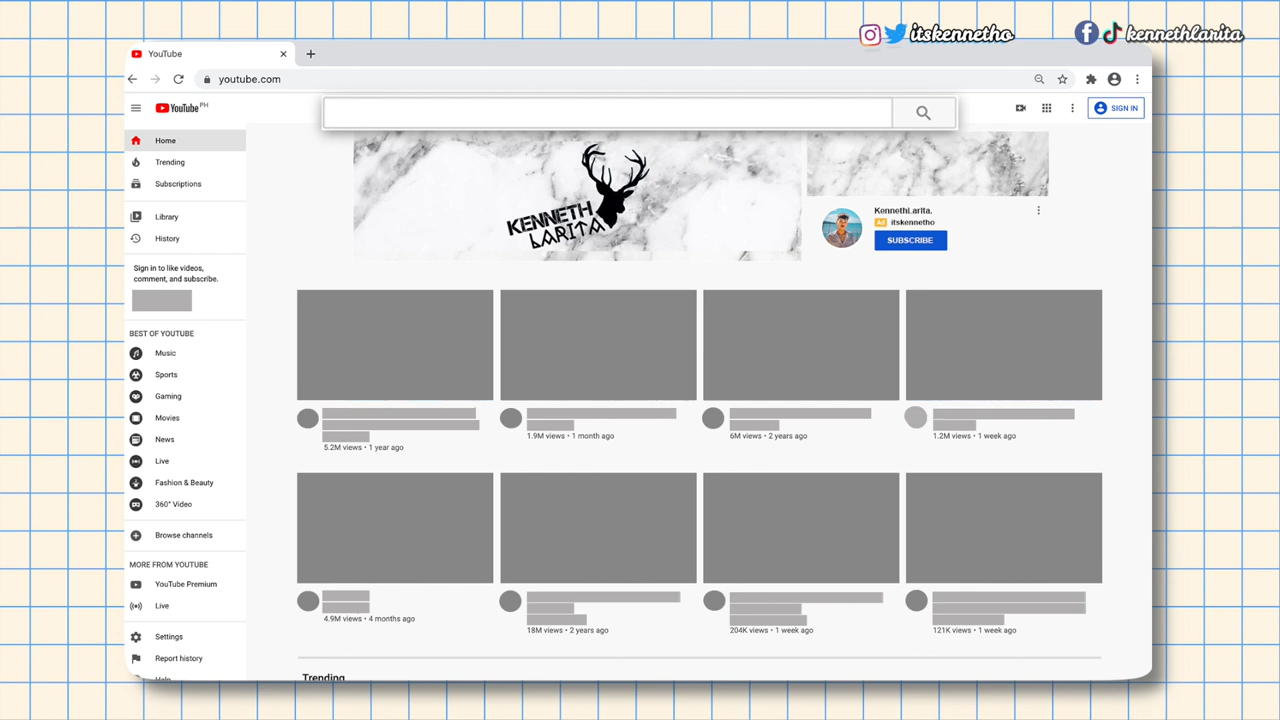 itskennetho
kennethlarita
YouTube
youtube.com
YouTube PH
SIGN IN
Home
Trending
Subscriptions
Library
History
Sign in to like videos,
comment, and subscribe.
BEST OF YOUTUBE
Music
Sports
Gaming
Movies
News
Live
Fashion & Beauty
360° Video
Browse channels
MORE FROM YOUTUBE
YouTube Premium
Live
Settings
Report history
Help
KENNETH
LARITA
KennethLarita.
Ad itskennetho
SUBSCRIBE
5.2M views • 1 year ago
1.9M views • 1 month ago
6M views • 2 years ago
1.2M views • 1 week ago
4.9M views • 4 months ago
18M views • 2 years ago
204K views • 1 week ago
121K views • 1 week ago
Trending